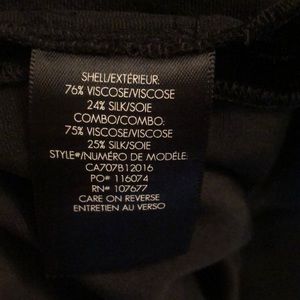 SHELL/EXTÉRIEUR:
76% VISCOSE/VISCOSE
24% SILK/SOIE
COMBO/COMBO:
75% VISCOSE/VISCOSE
25% SILK/SOIE
STYLE#/NUMÉRO DE MODÉLE:
CA707B12016
PO# 116074
RN# 107677
CARE ON REVERSE
ENTRETIEN AU VERSO